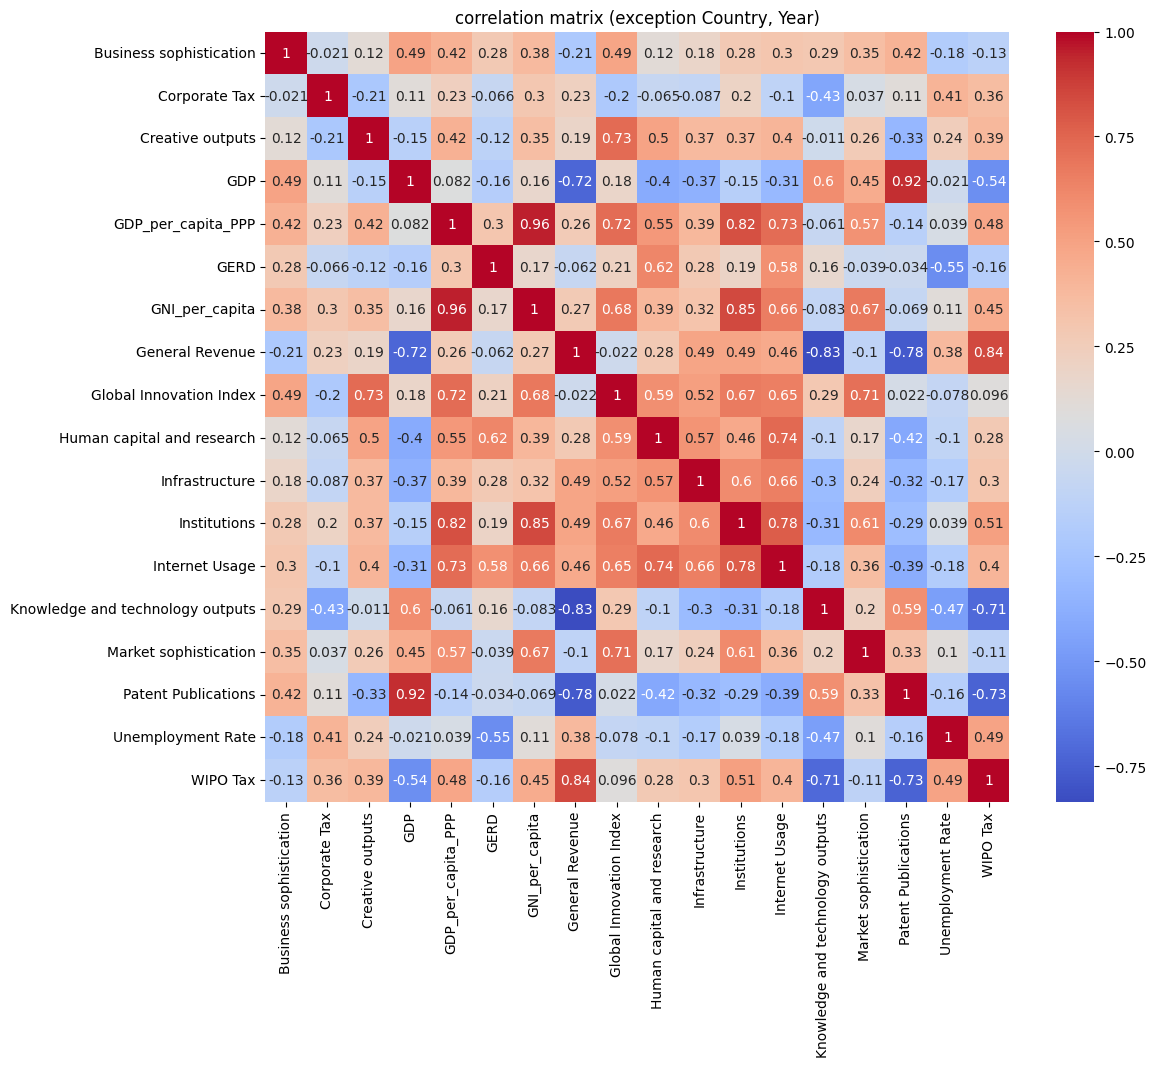 correlation matrix (exception Country, Year)
Business sophistication 1 -0.021 0.12 0.49 0.42 0.28 0.38 -0.21 0.49 0.12 0.18 0.28 0.3 0.29 0.35 0.42 -0.18 -0.13
Corporate Tax -0.021 1 -0.21 0.11 0.23 -0.066 0.3 0.23 -0.2 -0.065 -0.087 0.2 -0.1 -0.43 0.037 0.11 0.41 0.36
Creative outputs 0.12 -0.21 1 -0.15 0.42 -0.12 0.35 0.19 0.73 0.5 0.37 0.37 0.4 -0.011 0.26 -0.33 0.24 0.39
GDP 0.49 0.11 -0.15 1 0.082 -0.16 0.16 -0.72 0.18 -0.4 -0.37 -0.15 -0.31 0.6 0.45 0.92 -0.021 -0.54
GDP_per_capita_PPP 0.42 0.23 0.42 0.082 1 0.3 0.96 0.26 0.72 0.55 0.39 0.82 0.73 -0.061 0.57 -0.14 0.039 0.48
GERD 0.28 -0.066 -0.12 -0.16 0.3 1 0.17 -0.062 0.21 0.62 0.28 0.19 0.58 0.16 -0.039 -0.034 -0.55 -0.16
GNI_per_capita 0.38 0.3 0.35 0.16 0.96 0.17 1 0.27 0.68 0.39 0.32 0.85 0.66 -0.083 0.67 -0.069 0.11 0.45
General Revenue -0.21 0.23 0.19 -0.72 0.26 -0.062 0.27 1 -0.022 0.28 0.49 0.49 0.46 -0.83 -0.1 -0.78 0.38 0.84
Global Innovation Index 0.49 -0.2 0.73 0.18 0.72 0.21 0.68 -0.022 1 0.59 0.52 0.67 0.65 0.29 0.71 0.022 -0.078 0.096
Human capital and research 0.12 -0.065 0.5 -0.4 0.55 0.62 0.39 0.28 0.59 1 0.57 0.46 0.74 -0.1 0.17 -0.42 -0.1 0.28
Infrastructure 0.18 -0.087 0.37 -0.37 0.39 0.28 0.32 0.49 0.52 0.57 1 0.6 0.66 -0.3 0.24 -0.32 -0.17 0.3
Institutions 0.28 0.2 0.37 -0.15 0.82 0.19 0.85 0.49 0.67 0.46 0.6 1 0.78 -0.31 0.61 -0.29 0.039 0.51
Internet Usage 0.3 -0.1 0.4 -0.31 0.73 0.58 0.66 0.46 0.65 0.74 0.66 0.78 1 -0.18 0.36 -0.39 -0.18 0.4
Knowledge and technology outputs 0.29 -0.43 -0.011 0.6 -0.061 0.16 -0.083 -0.83 0.29 -0.1 -0.3 -0.31 -0.18 1 0.2 0.59 -0.47 -0.71
Market sophistication 0.35 0.037 0.26 0.45 0.57 -0.039 0.67 -0.1 0.71 0.17 0.24 0.61 0.36 0.2 1 0.33 0.1 -0.11
Patent Publications 0.42 0.11 -0.33 0.92 -0.14 -0.034 -0.069 -0.78 0.022 -0.42 -0.32 -0.29 -0.39 0.59 0.33 1 -0.16 -0.73
Unemployment Rate -0.18 0.41 0.24 -0.021 0.039 -0.55 0.11 0.38 -0.078 -0.1 -0.17 0.039 -0.18 -0.47 0.1 -0.16 1 0.49
WIPO Tax -0.13 0.36 0.39 -0.54 0.48 -0.16 0.45 0.84 0.096 0.28 0.3 0.51 0.4 -0.71 -0.11 -0.73 0.49 1
Business sophistication
Corporate Tax
Creative outputs
GDP
GDP_per_capita_PPP
GERD
GNI_per_capita
General Revenue
Global Innovation Index
Human capital and research
Infrastructure
Institutions
Internet Usage
Knowledge and technology outputs
Market sophistication
Patent Publications
Unemployment Rate
WIPO Tax
1.00
0.75
0.50
0.25
0.00
−0.25
−0.50
−0.75